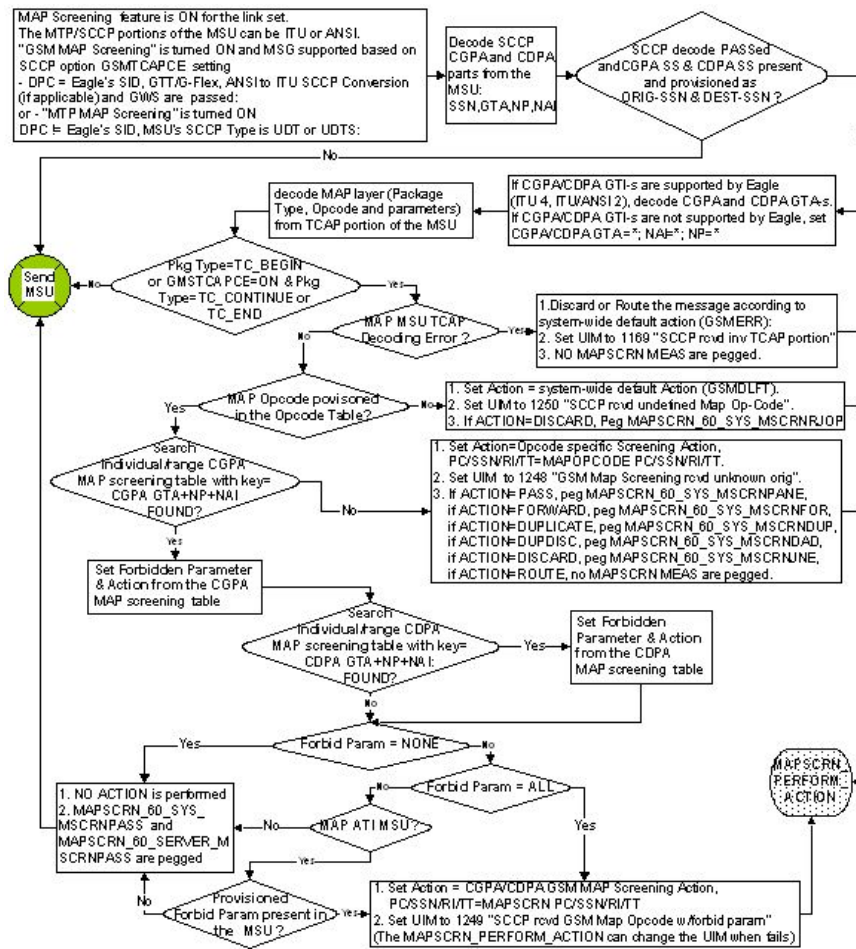 MAP Screening feature is ON for the link set.
The MTP/SCCP portions of the MSU can be ITU or ANSI.
"GSM MAP Screening" is turned ON and MSG supported based on
SCCP option GSMTCAPCE setting
- DPC = Eagle's SID, GTT/G-Flex, ANSI to ITU SCCP Conversion
(if applicable) and GWS are passed:
or - "MTP MAP Screening" is turned ON
DPC != Eagle's SID, MSU's SCCP Type is UDT or UDTS:
Decode SCCP
CGPA and CDPA
parts from the
MSU:
SSN,GTA,NP,NAI
SCCP decode PASSed
and CGPA SS & CDPA SS present
and provisioned as
ORIG-SSN & DEST-SSN ?
No
If CGPA/CDPA GTI-s are supported by Eagle
(ITU 4, ITU/ANSI 2), decode CGPA and CDPA GTA-s.
If CGPA/CDPA GTI-s are not supported by Eagle, set
CGPA/CDPA GTA=*; NAI=*; NP=*
decode MAP layer (Package
Type, Opcode and parameters)
from TCAP portion of the MSU
Send
MSU
No
Pkg Type=TC_BEGIN
or GMSTCAPCE=ON & Pkg
Type=TC_CONTINUE or
TC_END
Yes
MAP MSU TCAP
Decoding Error ?
Yes
No
1.Discard or Route the message according to
system-wide default action (GSMERR):
2. Set UIM to 1169 "SCCP rcvd inv TCAP portion"
3. NO MAPSCRN MEAS are pegged.
MAP Opcode povisoned
in the Opcode Table?
Yes
No
1. Set Action = system-wide default Action (GSMDLFT).
2. Set UIM to 1250 "SCCP rcvd undefined Map Op-Code".
3. If ACTION=DISCARD, Peg MAPSCRN_60_SYS_MSCRNRJOP
Search
Individual/range CGPA
MAP screening table with key=
CGPA GTA+NP+NAI
FOUND?
No
Yes
1. Set Action=Opcode specific Screening Action,
PC/SSN/RI/TT=MAPOPCODE PC/SSN/RI/TT.
2. Set UIM to 1248 "GSM Map Screening rcvd unknown orig".
3. If ACTION=PASS, peg MAPSCRN_60_SYS_MSCRNPANE,
if ACTION=FORWARD, peg MAPSCRN_60_SYS_MSCRNFOR,
if ACTION=DUPLICATE, peg MAPSCRN_60_SYS_MSCRNDUP,
if ACTION=DUPDISC, peg MAPSCRN_60_SYS_MSCRNDAD,
if ACTION=DISCARD, peg MAPSCRN_60_SYS_MSCRNJNE,
if ACTION=ROUTE, no MAPSCRN MEAS are pegged.
Set Forbidden Parameter
& Action from the CGPA
MAP screening table
Search
Individual/range CDPA
MAP screening table with key=
CDPA GTA+NP+NAI:
FOUND?
Yes
No
Set Forbidden
Parameter & Action
from the CDPA
MAP screening table
Forbid Param = NONE
Yes
No
Forbid Param = ALL
No
Yes
MAPSCRN_
PERFORM_
ACTION
1. NO ACTION is performed
2. MAPSCRN_60_SYS_
MSCRNPASS and
MAPSCRN_60_SERVER_M
SCRNPASS are pegged
No
MAP ATI MSU?
Yes
No
Provisioned
Forbid Param present in
the MSU ?
Yes
1. Set Action = CGPA/CDPA GSM MAP Screening Action,
PC/SSN/RI/TT=MAPSCRN PC/SSN/RI/TT
2. Set UIM to 1249 "SCCP rcvd GSM Map Opcode w/forbid param"
(The MAPSCRN_PERFORM_ACTION can change the UIM when fails)